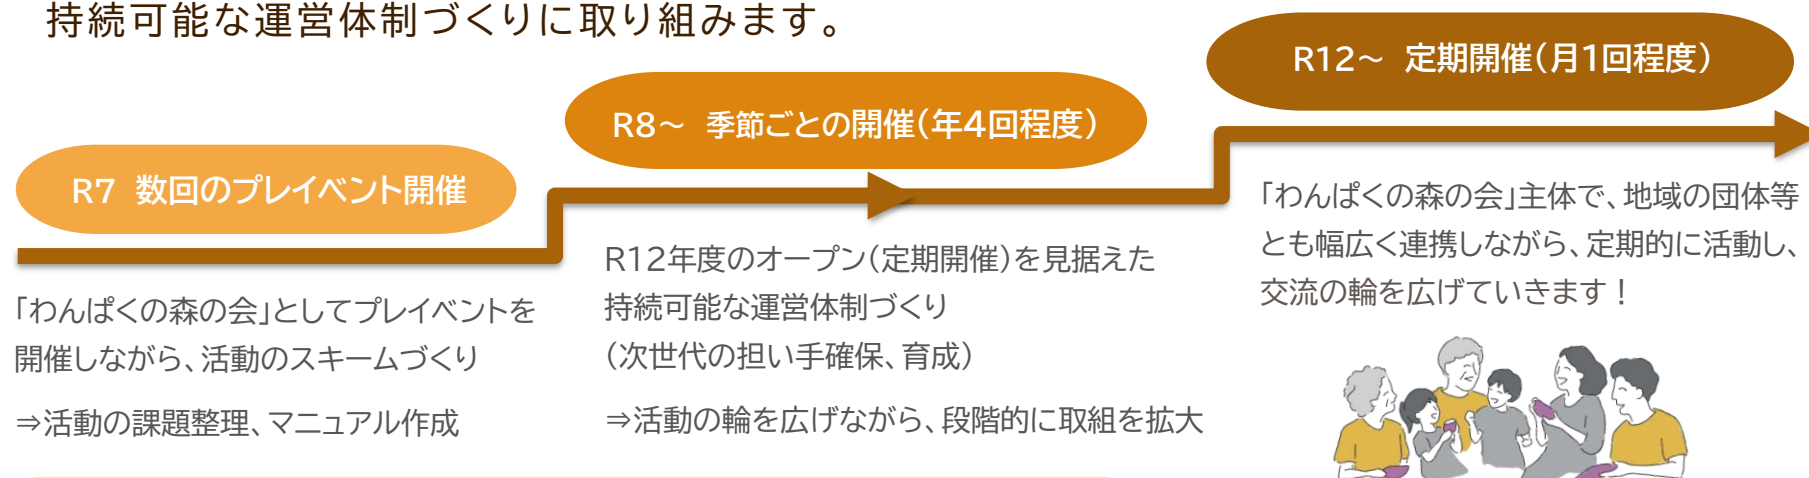 持続可能な運営体制づくりに取り組みます。
R7 数回のプレイベント開催
「わんぱくの森の会」としてプレイベントを
開催しながら、活動のスキームづくり
⇒活動の課題整理、マニュアル作成
R8～ 季節ごとの開催(年4回程度)
R12年度のオープン(定期開催)を見据えた
持続可能な運営体制づくり
(次世代の担い手確保、育成)
⇒活動の輪を広げながら、段階的に取組を拡大
R12～ 定期開催(月1回程度)
「わんぱくの森の会」主体で、地域の団体等
とも幅広く連携しながら、定期的に活動し、
交流の輪を広げていきます！